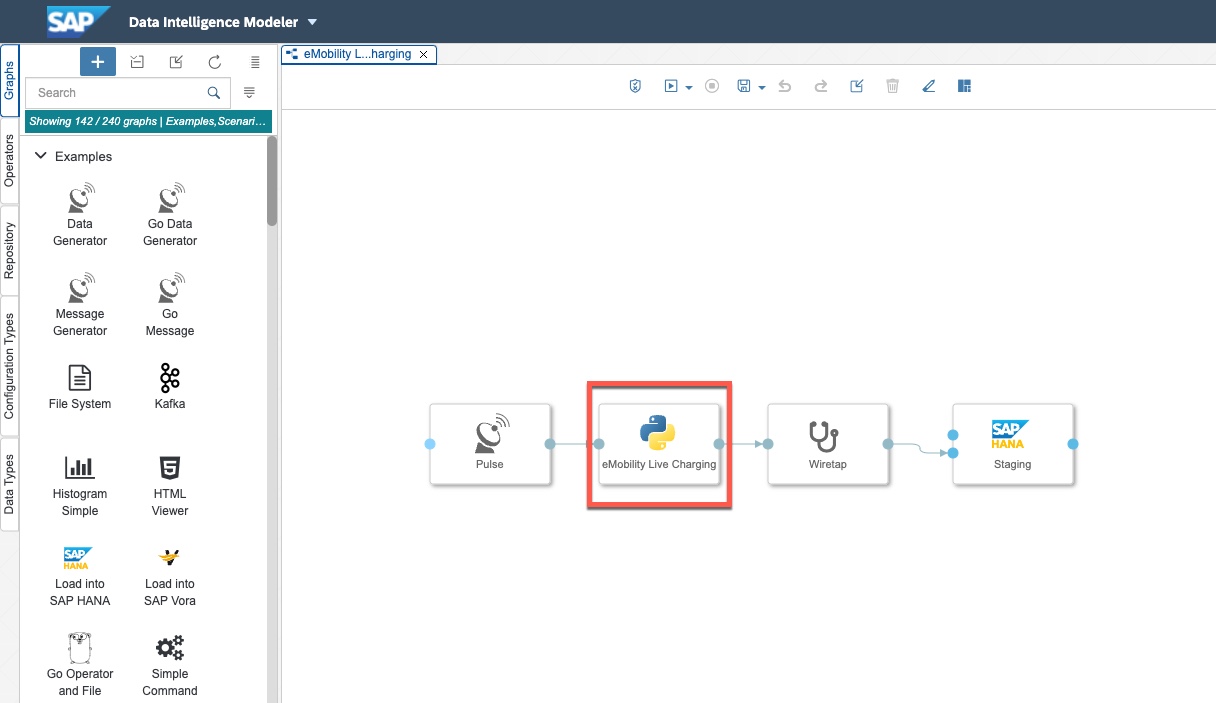 SAP Data Intelligence Modeler
Graphs
Operators
Repository
Configuration Types
Data Types
Search
Showing 142 / 240 graphs | Examples,Scenari...
Examples
Data
Generator
Go Data
Generator
Message
Generator
Go
Message
File System
Kafka
Histogram
Simple
HTML
Viewer
SAP
HANA
Load into
SAP HANA
Load into
SAP Vora
Go Operator
and File
Simple
Command
eMobility L...harging
Pulse
eMobility Live Charging
Wiretap
SAP
HANA
Staging